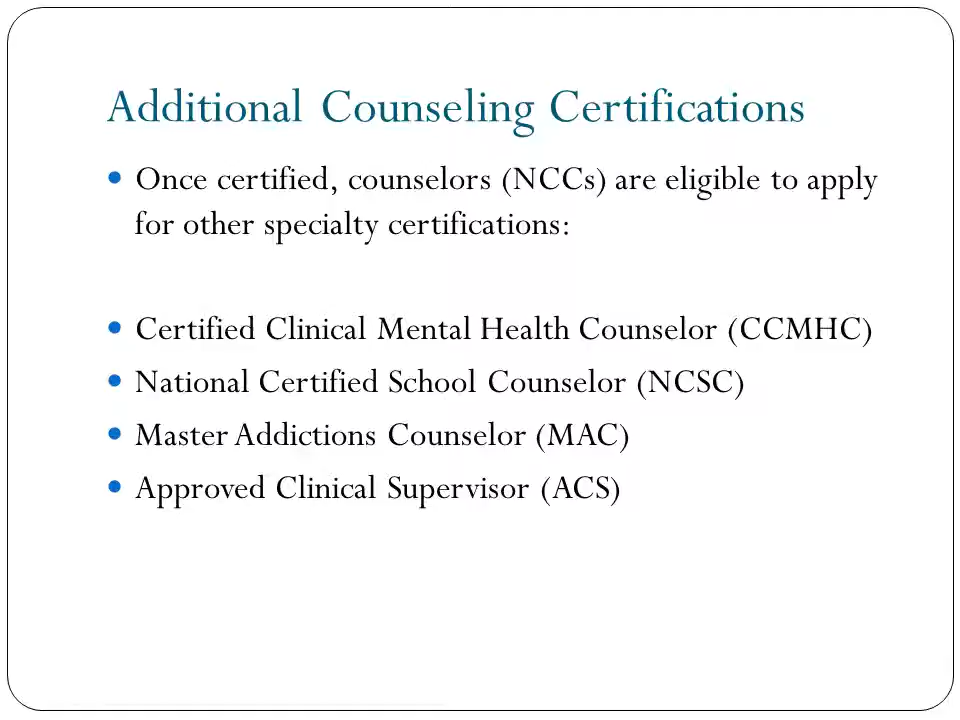 Additional Counseling Certifications
Once certified, counselors (NCCs) are eligible to apply
for other specialty certifications:
Certified Clinical Mental Health Counselor (CCMHC)
National Certified School Counselor (NCSC)
Master Addictions Counselor (MAC)
Approved Clinical Supervisor (ACS)